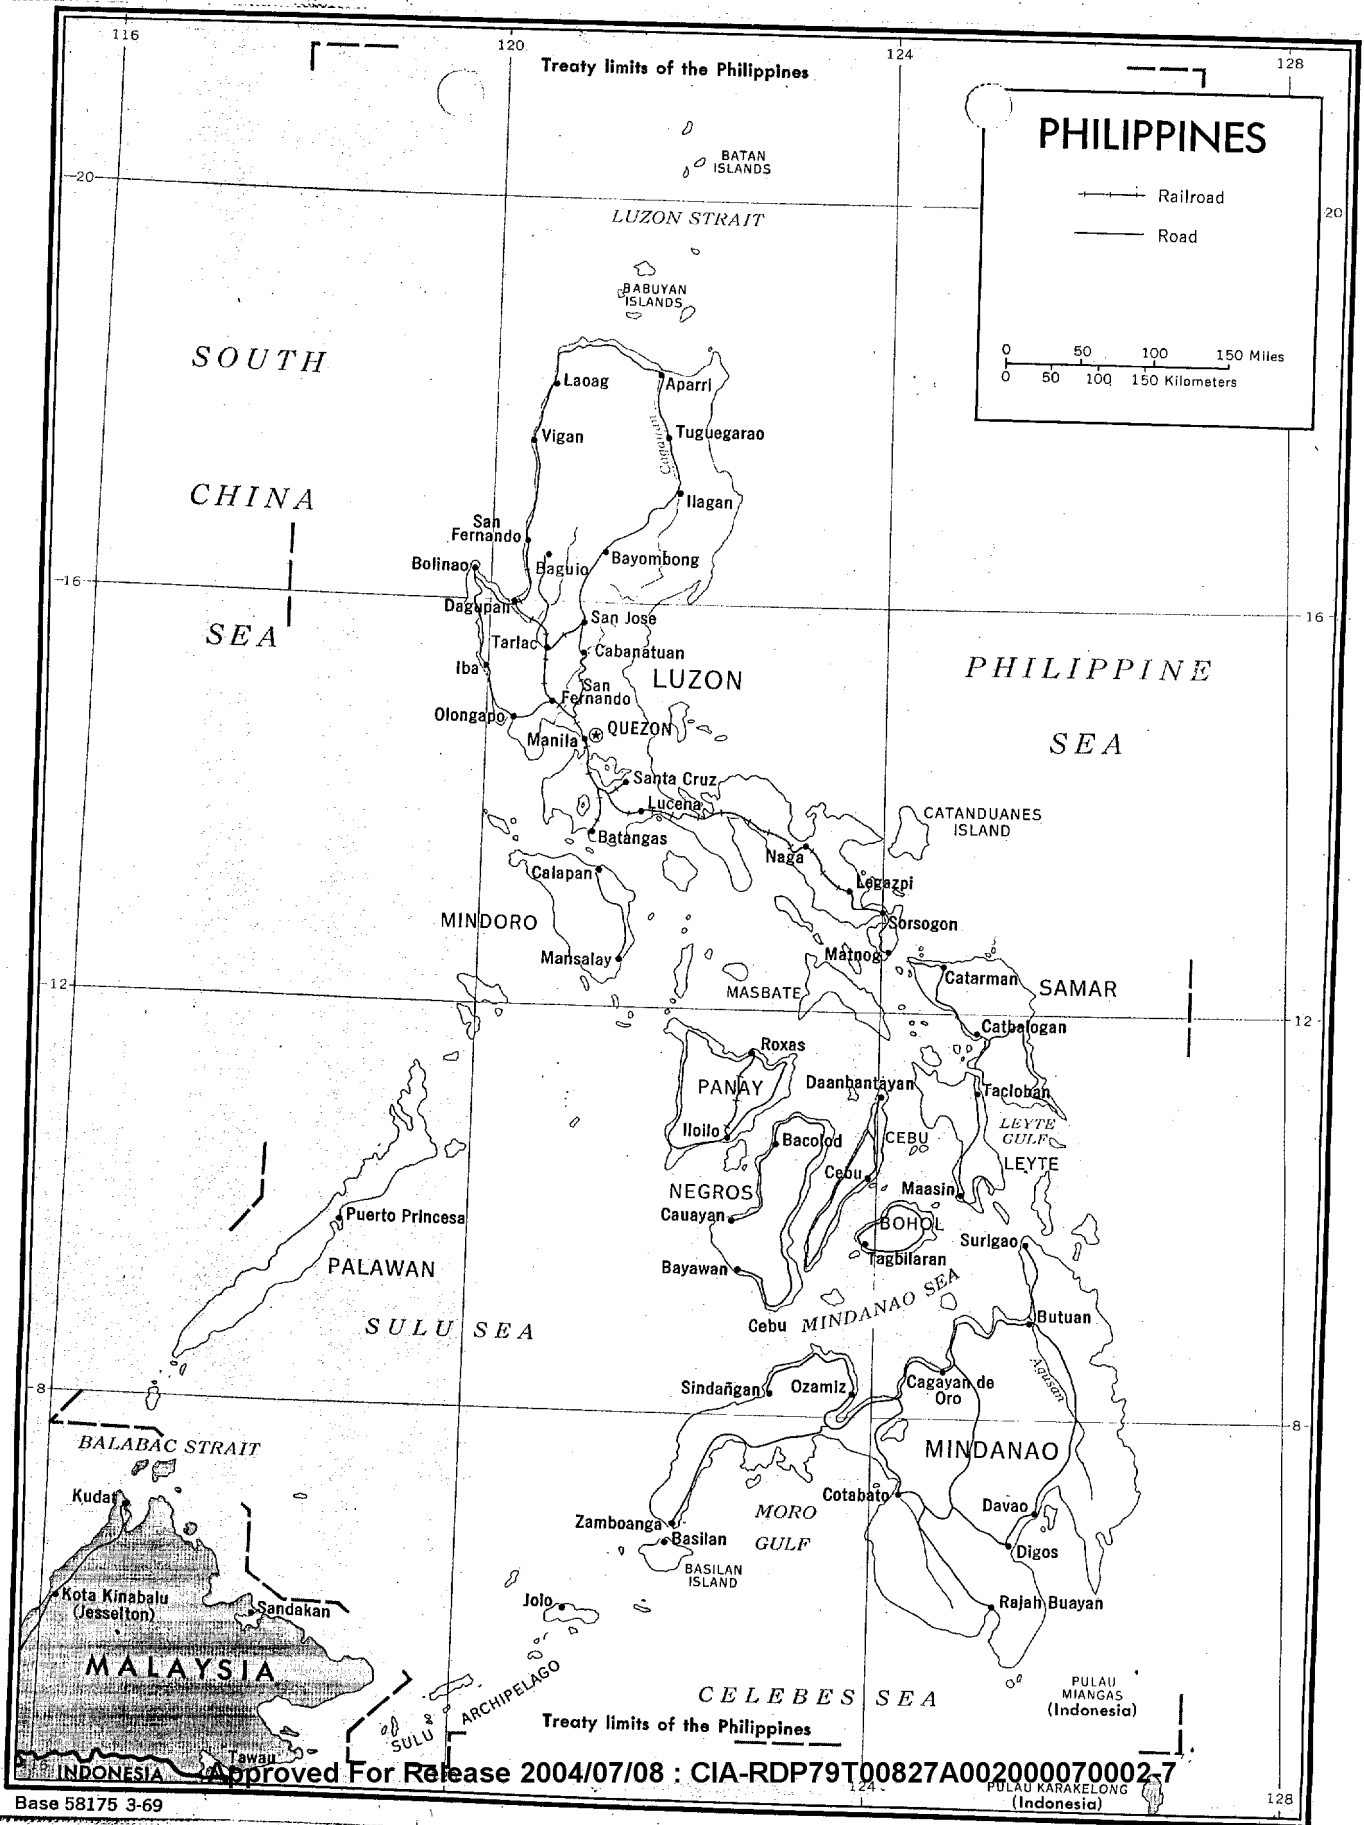 116
120
124
128
Treaty limits of the Philippines
PHILIPPINES
Railroad
Road
0 50 100 150 Miles
0 50 100 150 Kilometers
BATAN
ISLANDS
20
20
LUZON STRAIT
BABUYAN
ISLANDS
SOUTH
CHINA
SEA
Laoag
Aparri
Vigan
Cagayan
Tuguegarao
Ilagan
San
Fernando
Bolinao
Baguio
Bayombong
16
16
Dagupan
San Jose
Tarlac
Cabanatuan
Iba
LUZON
San
Fernando
Olongapo
QUEZON
Manila
PHILIPPINE
SEA
Santa Cruz
Lucena
Batangas
CATANDUANES
ISLAND
Naga
Calapan
Legazpi
MINDORO
Sorsogon
Mansalay
Matnog
MASBATE
Catarman
SAMAR
12
12
Catbalogan
Roxas
PANAY
Daanbantayan
Tacloban
LEYTE
GULF
Iloilo
Bacolod
CEBU
LEYTE
Cebu
NEGROS
Maasin
Cauayan
BOHOL
Puerto Princesa
Surigao
Tagbilaran
PALAWAN
Bayawan
SULU SEA
Cebu
MINDANAO SEA
Butuan
Agusan
8
8
Sindañgan
Ozamiz
Cagayan de
Oro
BALABAC STRAIT
MINDANAO
Kudat
Cotabato
MORO
GULF
Davao
Zamboanga
Basilan
Digos
BASILAN
ISLAND
Kota Kinabalu
(Jesselton)
Sandakan
Jolo
Rajah Buayan
MALAYSIA
SULU ARCHIPELAGO
CELEBES SEA
PULAU
MIANGAS
(Indonesia)
Treaty limits of the Philippines
Tawau
INDONESIA
Approved For Release 2004/07/08 : CIA-RDP79T00827A002000070002-7
124
PULAU KARAKELONG
(Indonesia)
128
Base 58175 3-69